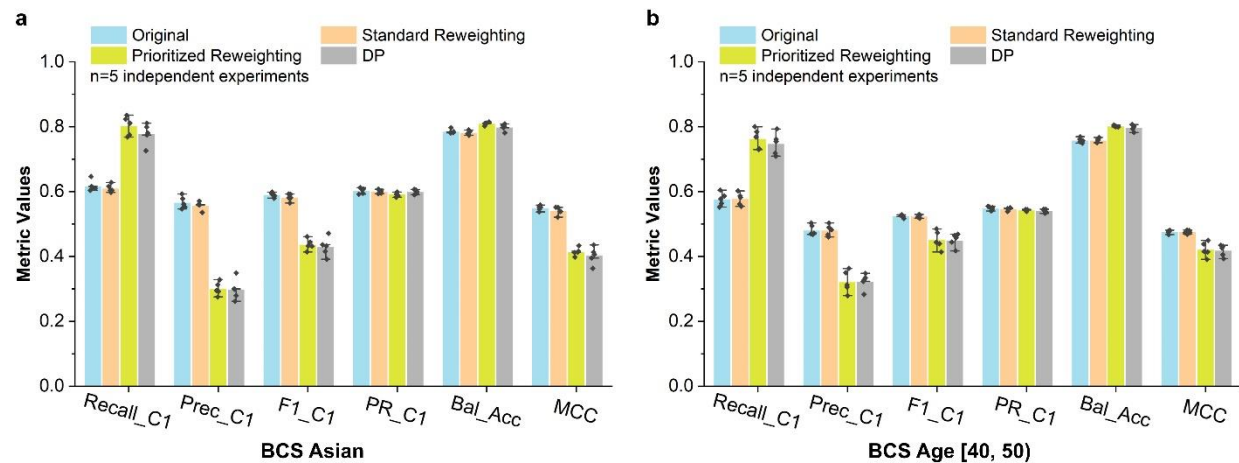 a
Original
Standard Reweighting
Prioritized Reweighting
DP
n=5 independent experiments
Metric Values
1.0
0.8
0.6
0.4
0.2
0.0
Recall_C1
Prec_C1
F1_C1
PR_C1
Bal_Acc
MCC
BCS Asian
b
Original
Standard Reweighting
Prioritized Reweighting
DP
n=5 independent experiments
Metric Values
1.0
0.8
0.6
0.4
0.2
0.0
Recall_C1
Prec_C1
F1_C1
PR_C1
Bal_Acc
MCC
BCS Age [40, 50)